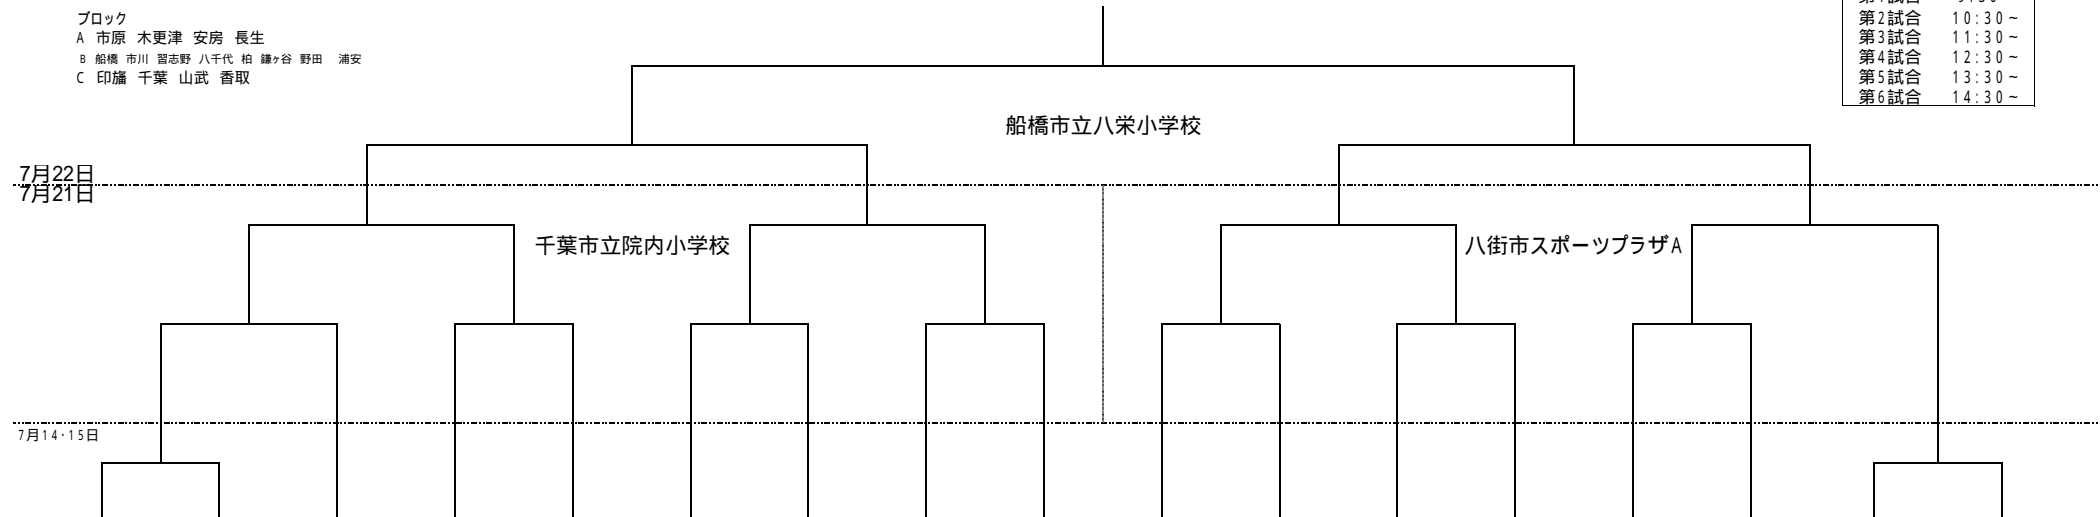 ブロック
A 市原 木更津 安房 長生
B 船橋 市川 習志野 八千代 柏 鎌ヶ谷 野田 浦安
C 印旛 千葉 山武 香取
第2試合 10:30~
第3試合 11:30~
第4試合 12:30~
第5試合 13:30~
第6試合 14:30~
船橋市立八栄小学校
7月22日
7月21日
千葉市立院内小学校
八街市スポーツプラザA
7月14・15日